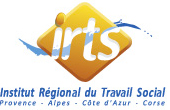 irts
Institut Régional du Travail Social
Provence - Alpes - Côte d'Azur - Corse